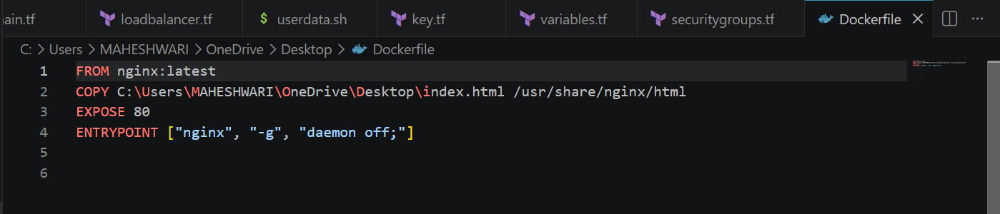 ain.tf loadbalancer.tf $ userdata.sh key.tf variables.tf securitygroups.tf Dockerfile
C: > Users > MAHESHWARI > OneDrive > Desktop > Dockerfile
1 FROM nginx:latest
2 COPY C:\Users\MAHESHWARI\OneDrive\Desktop\index.html /usr/share/nginx/html
3 EXPOSE 80
4 ENTRYPOINT ["nginx", "-g", "daemon off;"]
5
6